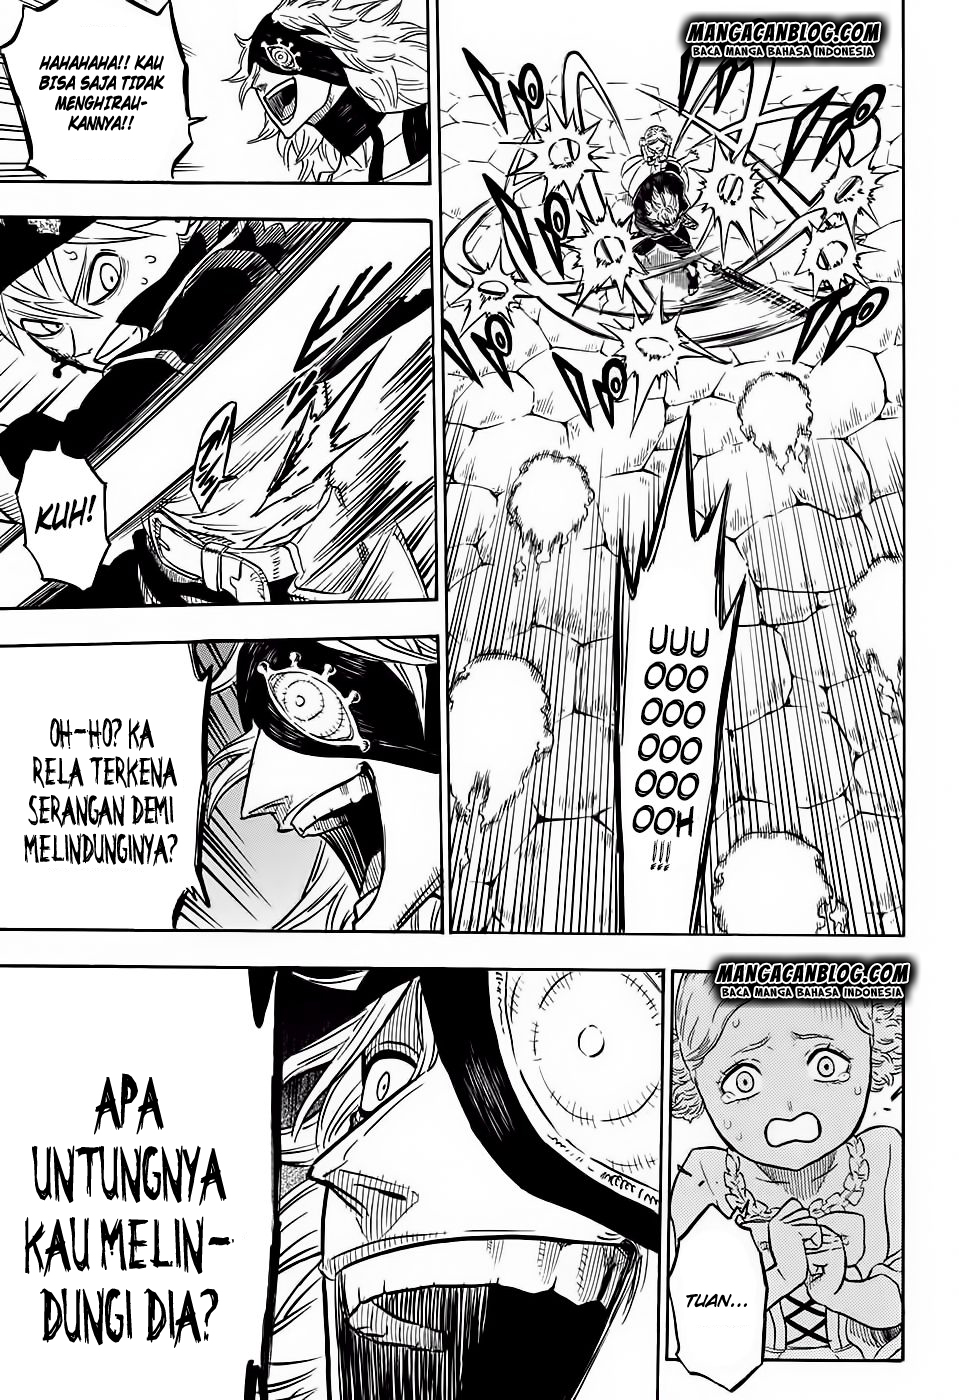 MANGACANBLOG.COM
BACA MANGA BAHASA INDONESIA
UUU
OOO
OOO
OOO
OOO
OOH
!!!
HAHAHAHA!! KAU
BISA SAJA TIDAK
MENGHIRAU-
KANNYA!!
KUH!
OH-HO? KA
RELA TERKENA
SERANGAN DEMI
MELINDUNGINYA?
MANGACANBLOG.COM
BACA MANGA BAHASA INDONESIA
TUAN...
APA
UNTUNGNYA
KAU MELIN-
DUNGI DIA?